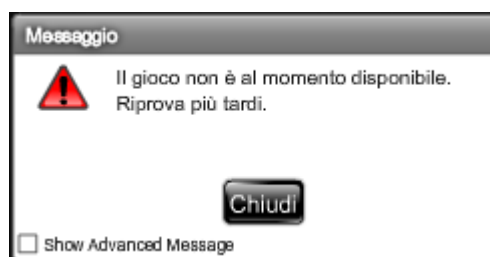 Messaggio
Il gioco non è al momento disponibile.
Riprova più tardi.
Chiudi
Show Advanced Message